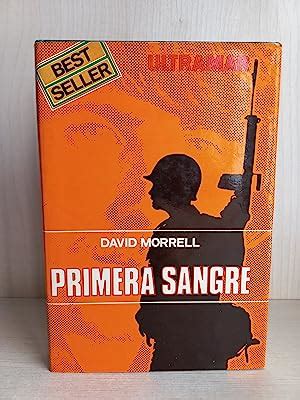 BEST
SELLER
ULTRAMAR
DAVID MORRELL
PRIMERA SANGRE